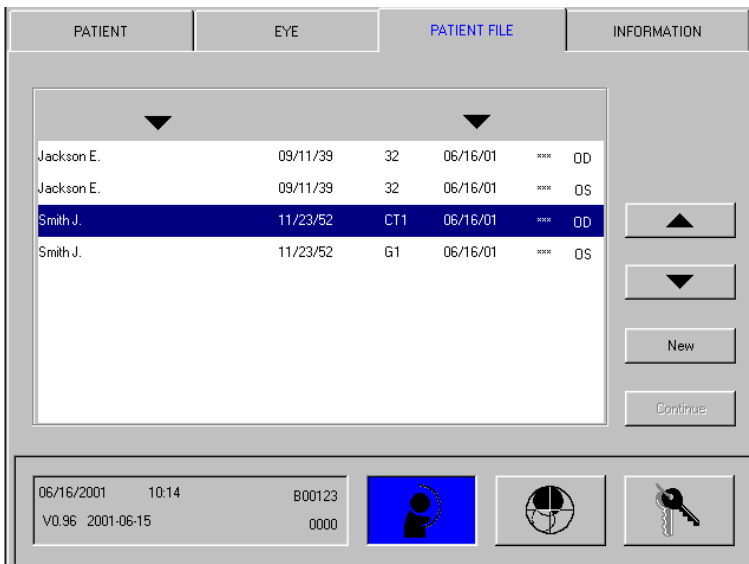 PATIENT EYE PATIENT FILE INFORMATION
Jackson E. 09/11/39 32 06/16/01 *** OD
Jackson E. 09/11/39 32 06/16/01 *** OS
Smith J. 11/23/52 CT1 06/16/01 *** OD
Smith J. 11/23/52 G1 06/16/01 *** OS
New
Continue
06/16/2001 10:14 B00123
V0.96 2001-06-15 0000